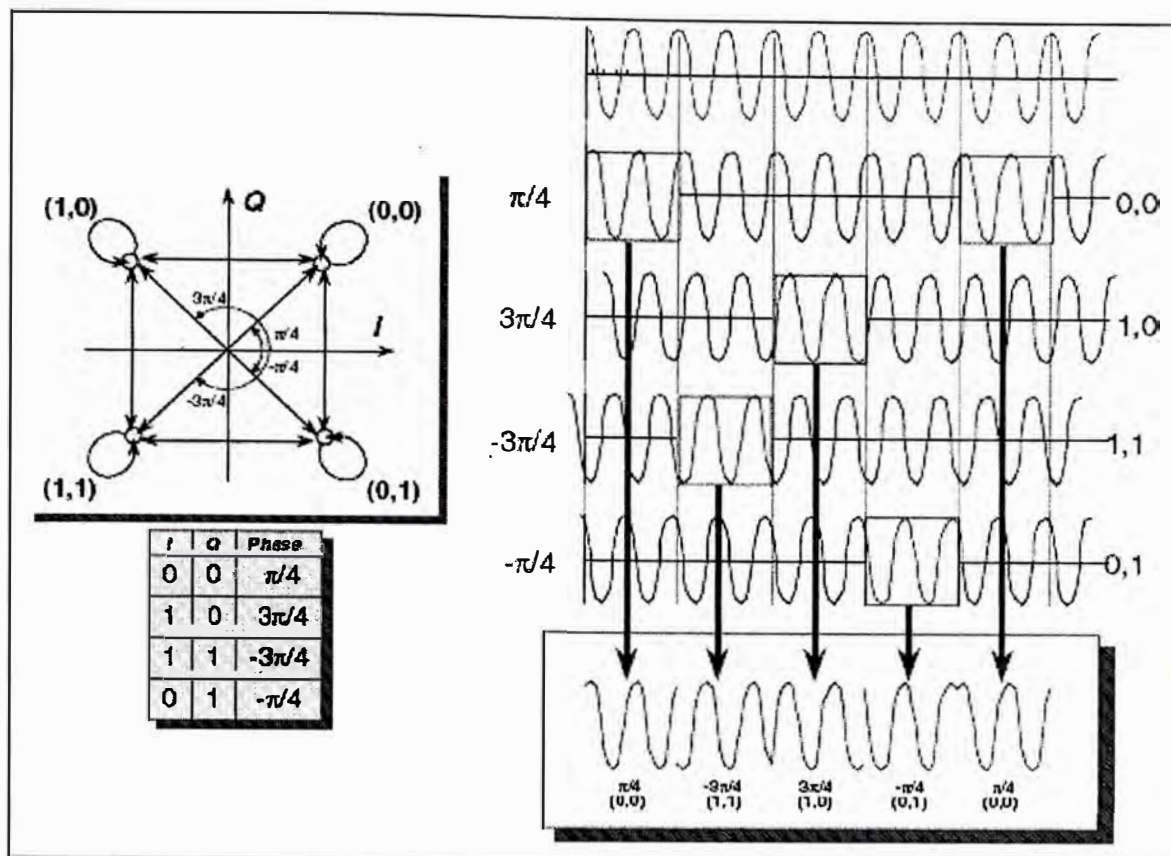 (1,0)
Q
(0,0)
3π/4
π/4
I
-π/4
-3π/4
(1,1)
(0,1)
I Q Phase
0 0 π/4
1 0 3π/4
1 1 -3π/4
0 1 -π/4
π/4
0,0
3π/4
1,0
-3π/4
1,1
-π/4
0,1
π/4 -3π/4 3π/4 -π/4 π/4
(0,0) (1,1) (1,0) (0,1) (0,0)